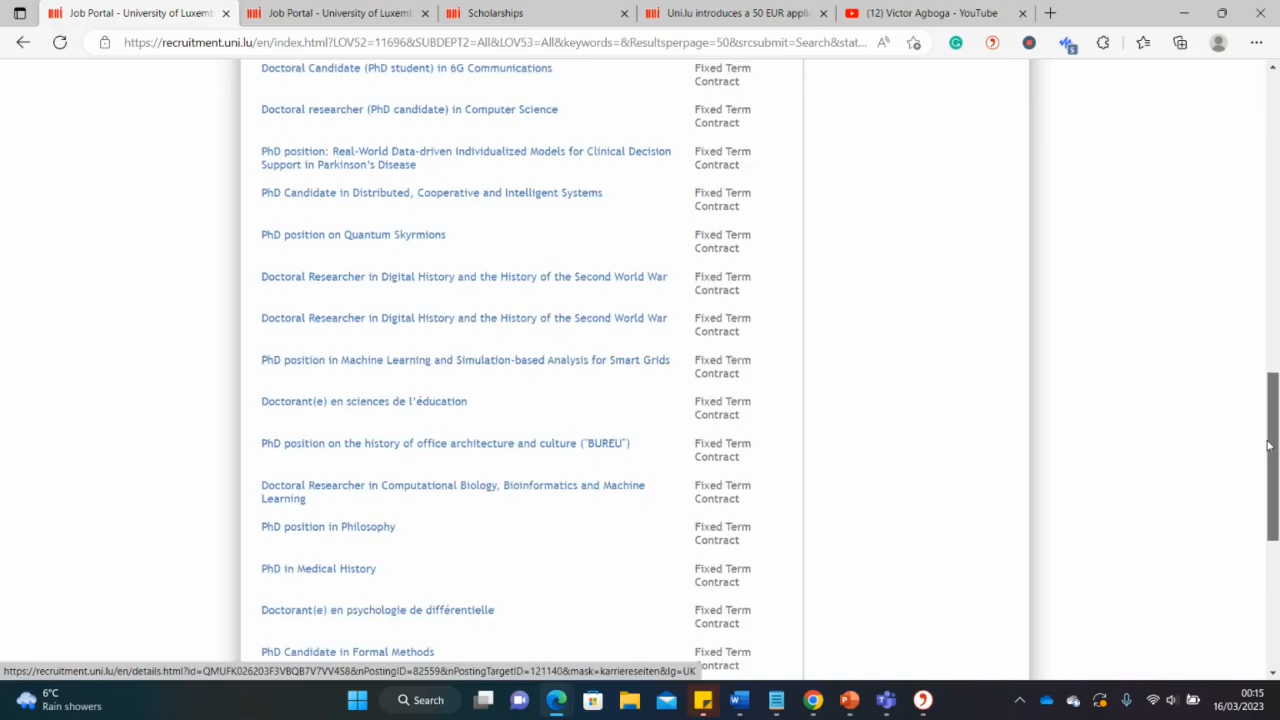 Job Portal - University of Luxemb
Job Portal - University of Luxemb
Scholarships
Uni.lu introduces a 50 EUR applic
(12) Victor Agboga - YouTube
https://recruitment.uni.lu/en/index.html?LOV52=11696&SUBDEPT2=All&LOV53=All&keywords=&Resultsperpage=50&srcsubmit=Search&stat...
Doctoral Candidate (PhD student) in 6G Communications
Fixed Term
Contract
Doctoral researcher (PhD candidate) in Computer Science
Fixed Term
Contract
PhD position: Real-World Data-driven Individualized Models for Clinical Decision
Support in Parkinson's Disease
Fixed Term
Contract
PhD Candidate in Distributed, Cooperative and Intelligent Systems
Fixed Term
Contract
PhD position on Quantum Skyrmions
Fixed Term
Contract
Doctoral Researcher in Digital History and the History of the Second World War
Fixed Term
Contract
Doctoral Researcher in Digital History and the History of the Second World War
Fixed Term
Contract
PhD position in Machine Learning and Simulation-based Analysis for Smart Grids
Fixed Term
Contract
Doctorant(e) en sciences de l'éducation
Fixed Term
Contract
PhD position on the history of office architecture and culture ("BUREU")
Fixed Term
Contract
Doctoral Researcher in Computational Biology, Bioinformatics and Machine
Learning
Fixed Term
Contract
PhD position in Philosophy
Fixed Term
Contract
PhD in Medical History
Fixed Term
Contract
Doctorant(e) en psychologie de différentielle
Fixed Term
Contract
PhD Candidate in Formal Methods
Fixed Term
ontract
https://recruitment.uni.lu/en/details.html?id=QMUFK026203F3VBQB7V7VV4S8&nPostingID=82559&nPostingTargetID=121140&mask=karriereseiten&lg=UK
6°C
Rain showers
Search
00:15
16/03/2023